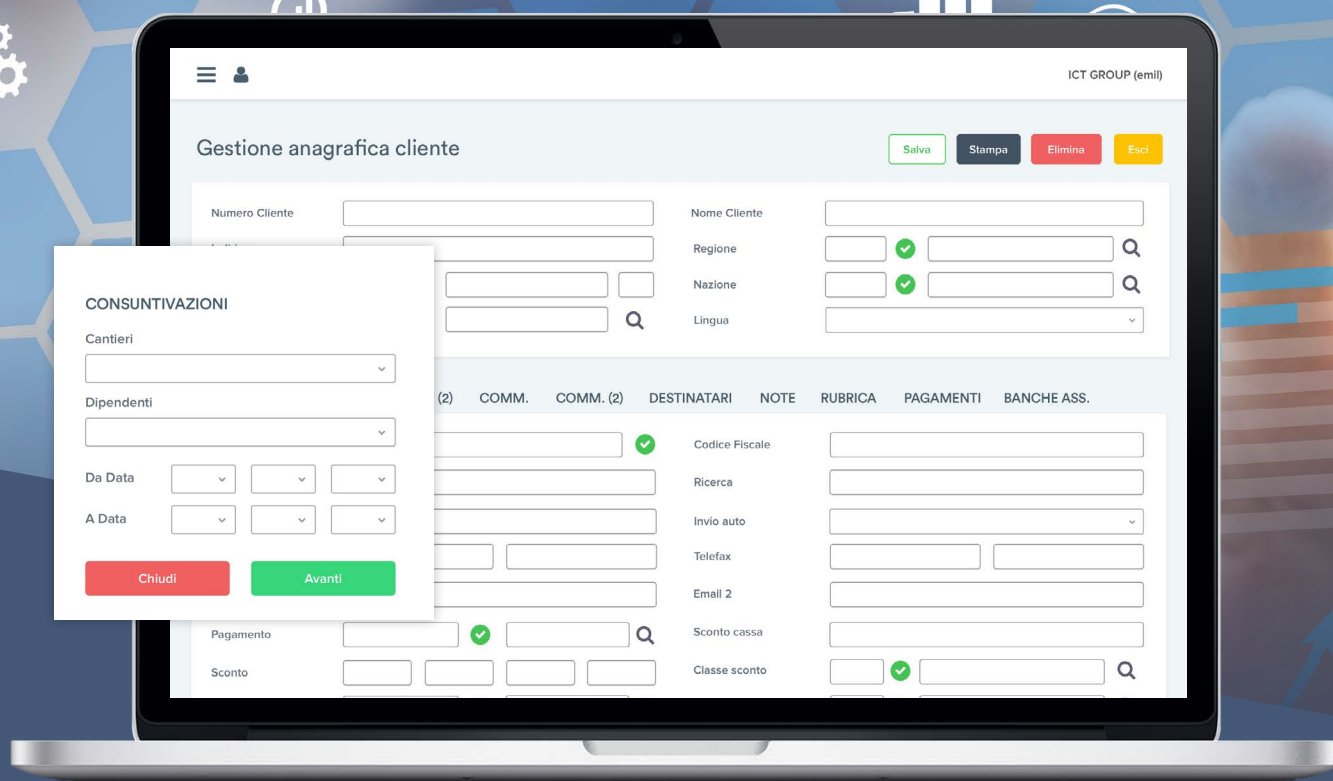 ICT GROUP (emil)
Gestione anagrafica cliente
Salva
Stampa
Elimina
Esci
Numero Cliente
Nome Cliente
Regione
Nazione
Lingua
CONSUNTIVAZIONI
Cantieri
Dipendenti
Da Data
A Data
Chiudi
Avanti
(2) COMM. COMM. (2) DESTINATARI NOTE RUBRICA PAGAMENTI BANCHE ASS.
Codice Fiscale
Ricerca
Invio auto
Telefax
Email 2
Pagamento
Sconto cassa
Sconto
Classe sconto